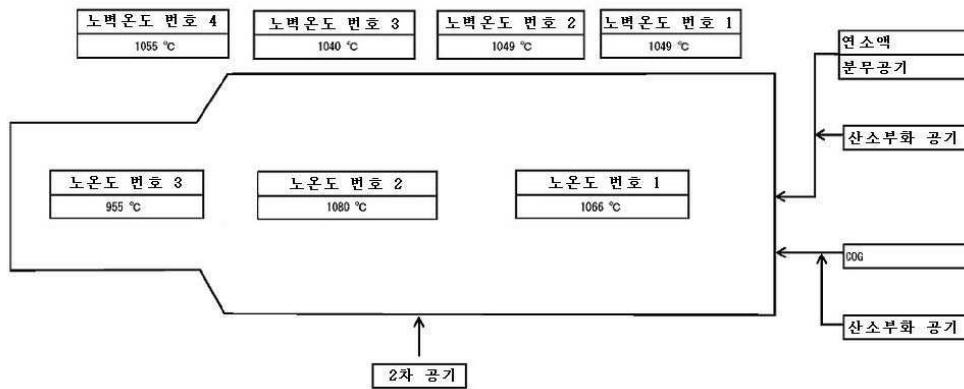 노벽온도 번호 4
1055 ℃
노벽온도 번호 3
1040 ℃
노벽온도 번호 2
1049 ℃
노벽온도 번호 1
1049 ℃
연소액
분무공기
산소부화 공기
노온도 번호 3
955 ℃
노온도 번호 2
1080 ℃
노온도 번호 1
1066 ℃
COG
산소부화 공기
2차 공기